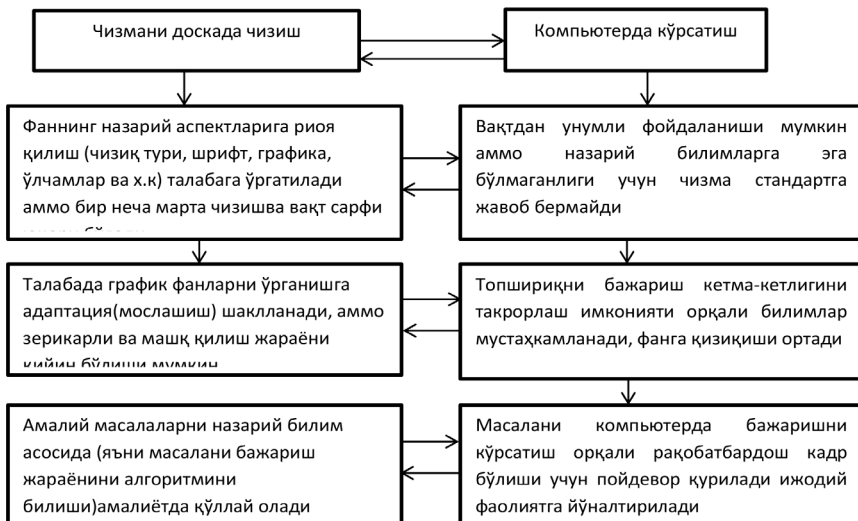 Чизмани доскада чизиш
Компьютерда кўрсатиш
Фаннинг назарий аспектларига риоя
қилиш (чизиқ тури, шрифт, графика,
ўлчамлар ва х.к) талабага ўргатилади
аммо бир неча марта чизишва вақт сарфи
Вақтдан унумли фойдаланиши мумкин
аммо назарий билимларга эга
бўлмаганлиги учун чизма стандартга
жавоб бермайди
Талабада график фанларни ўрганишга
адаптация(мослашиш) шаклланади, аммо
зерикарли ва машқ қилиш жараёни
қийин бўлиши мумкин
Топшириқни бажариш кетма-кетлигини
такрорлаш имконияти орқали билимлар
мустаҳкамланади, фанга қизиқиши ортади
Амалий масалаларни назарий билим
асосида (яъни масалани бажариш
жараёнини алгоритмини
билиши)амалиётда қўллай олади
Масалани компьютерда бажаришни
кўрсатиш орқали рақобатбардош кадр
бўлиши учун пойдевор қурилади ижодий
фаолиятга йўналтирилади